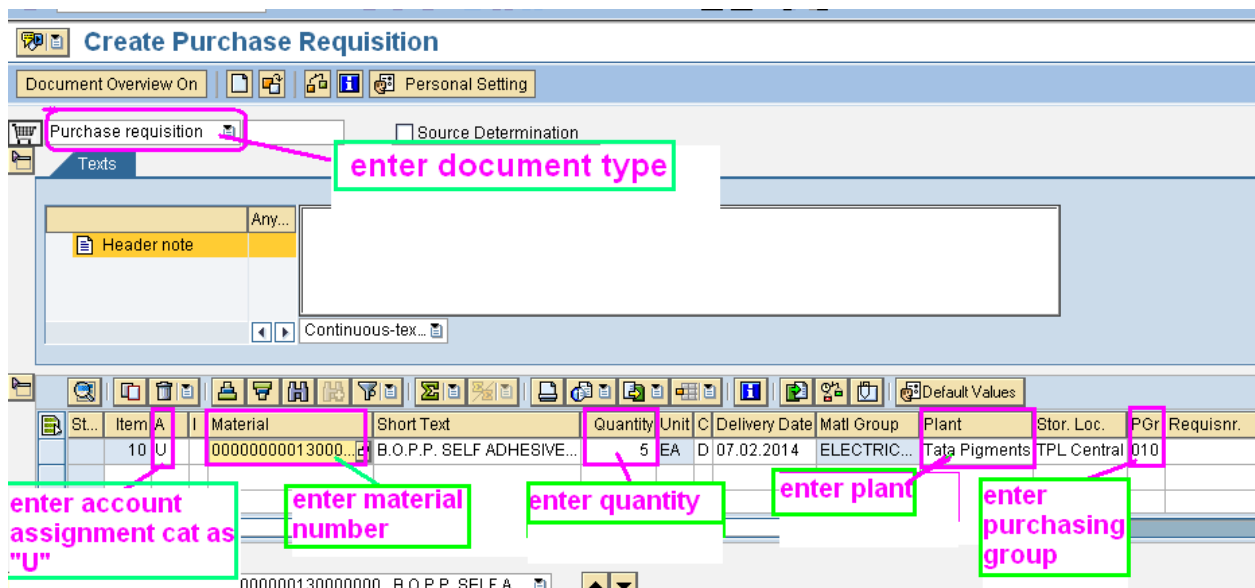 Create Purchase Requisition
Document Overview On
Personal Setting
Purchase requisition
Source Determination
enter document type
Texts
Any...
Header note
Continuous-tex...
Default Values
St... Item A I Material Short Text Quantity Unit C Delivery Date Matl Group Plant Stor. Loc. PGr Requisnr.
10 U 00000000013000... B.O.P.P. SELF ADHESIVE... 5 EA D 07.02.2014 ELECTRIC... Tata Pigments TPL Central 010
enter account
assignment cat as
"U"
enter material
number
enter quantity
enter plant
enter
purchasing
group